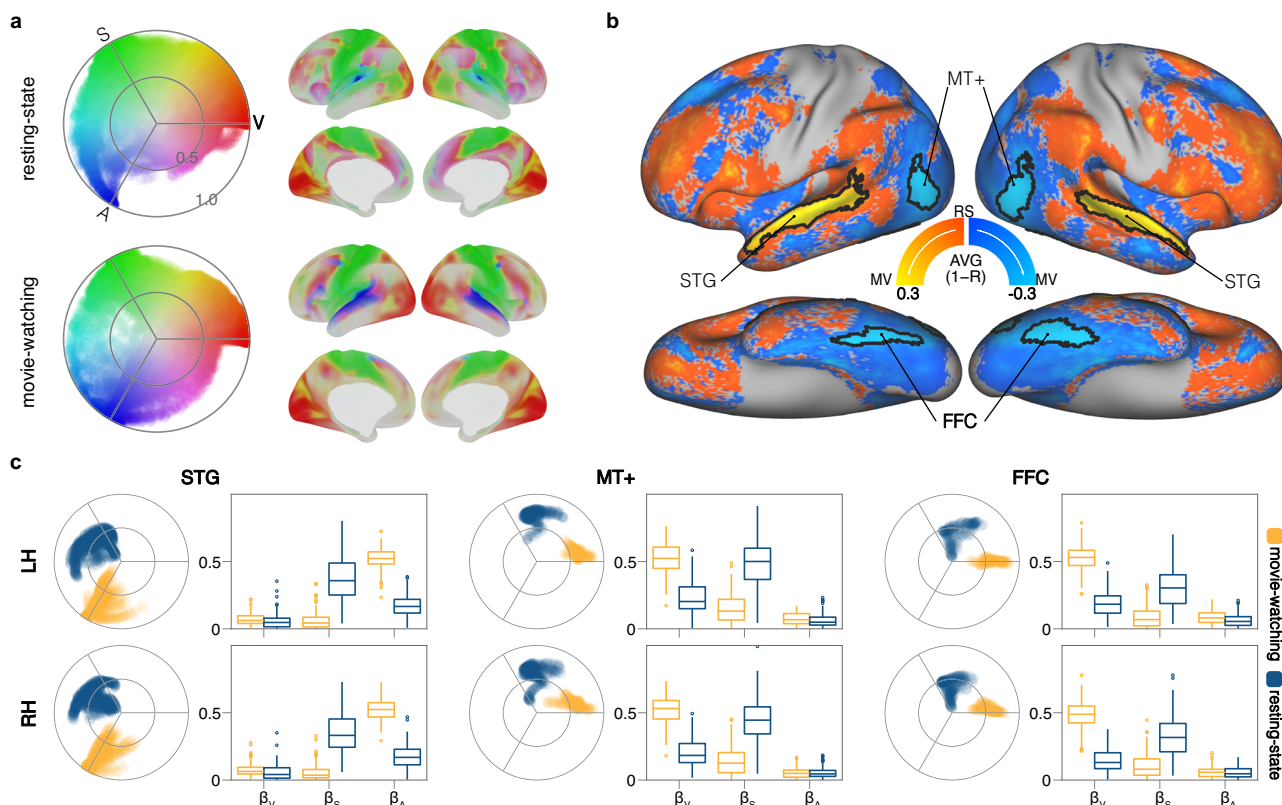 a
b
resting-state
S
V
A
0.5
1.0
movie-watching
MT+
RS
AVG
(1–R)
MV
MV
0.3
-0.3
STG
STG
FFC
c
STG
MT+
FFC
LH
0.5
0
0.5
0
0.5
0
RH
0.5
0
0.5
0
0.5
0
βV βS βA
βV βS βA
βV βS βA
movie-watching
resting-state